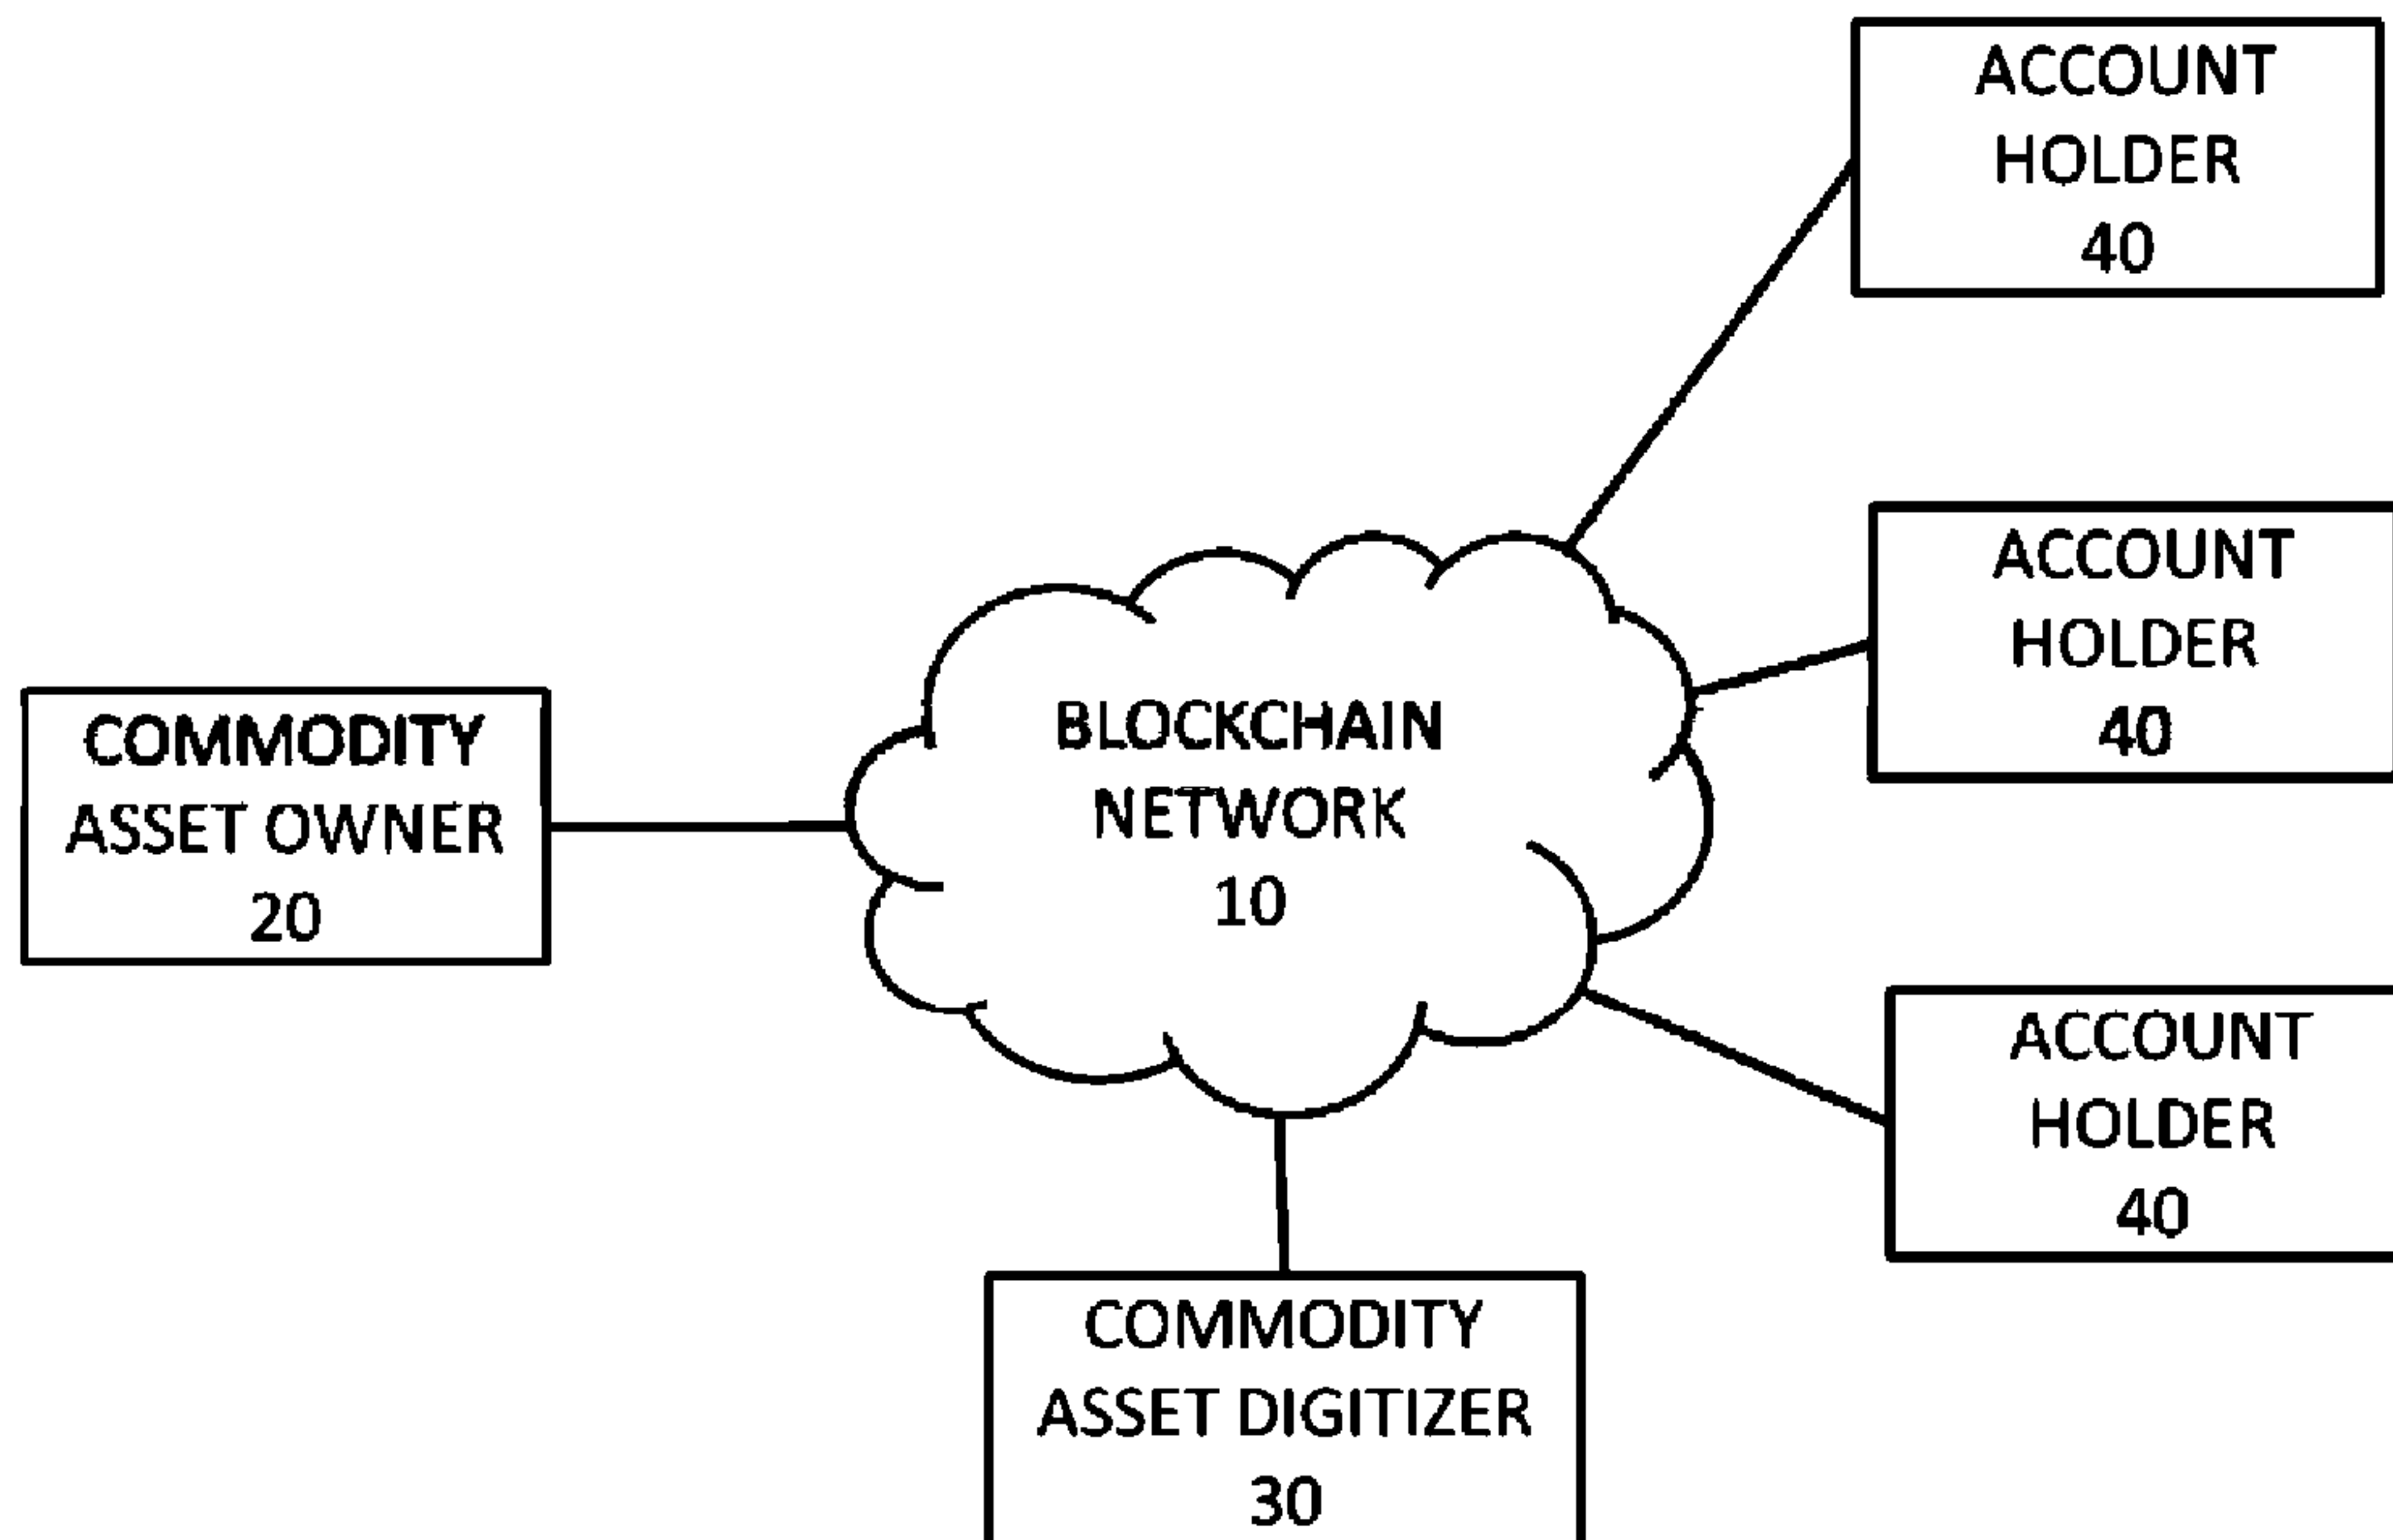 ACCOUNT
HOLDER
40
ACCOUNT
HOLDER
40
COMMODITY
ASSET OWNER
20
BLOCKCHAIN
NETWORK
10
ACCOUNT
HOLDER
40
COMMODITY
ASSET DIGITIZER
30